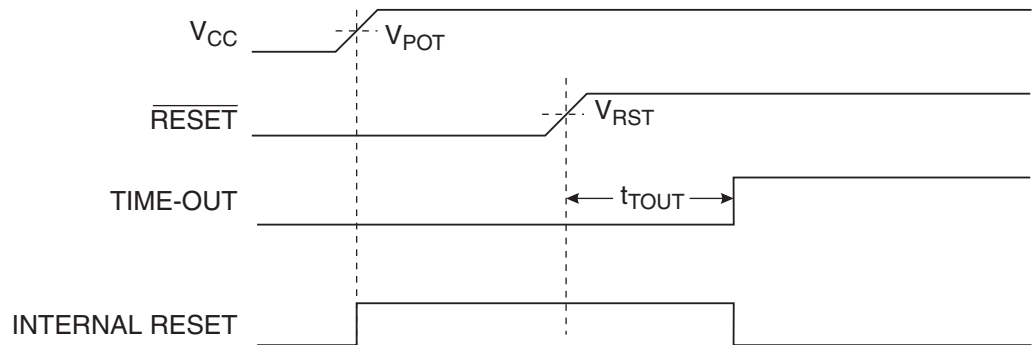 VCC
VPOT
RESET
VRST
TIME-OUT
tTOUT
INTERNAL RESET